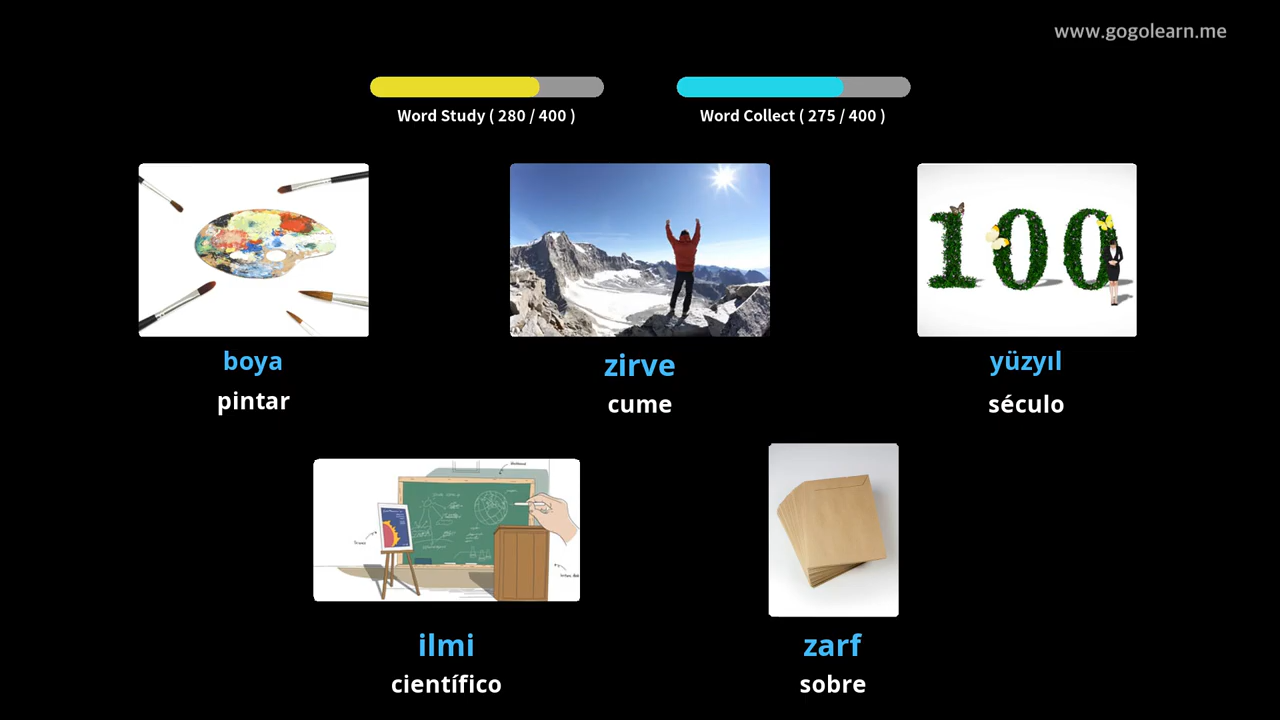 www.gogolearn.me
Word Study ( 280 / 400 )
Word Collect ( 275 / 400 )
100
boya
pintar
zirve
cume
yüzyıl
século
ilmi
científico
zarf
sobre